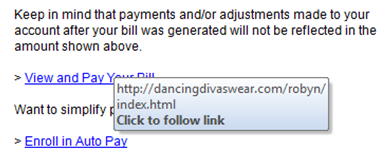 Keep in mind that payments and/or adjustments made to your
account after your bill was generated will not be reflected in the
amount shown above.
> View and Pay Your Bill
http://dancingdivaswear.com/robyn/
index.html
Click to follow link
Want to simplify p
> Enroll in Auto Pay